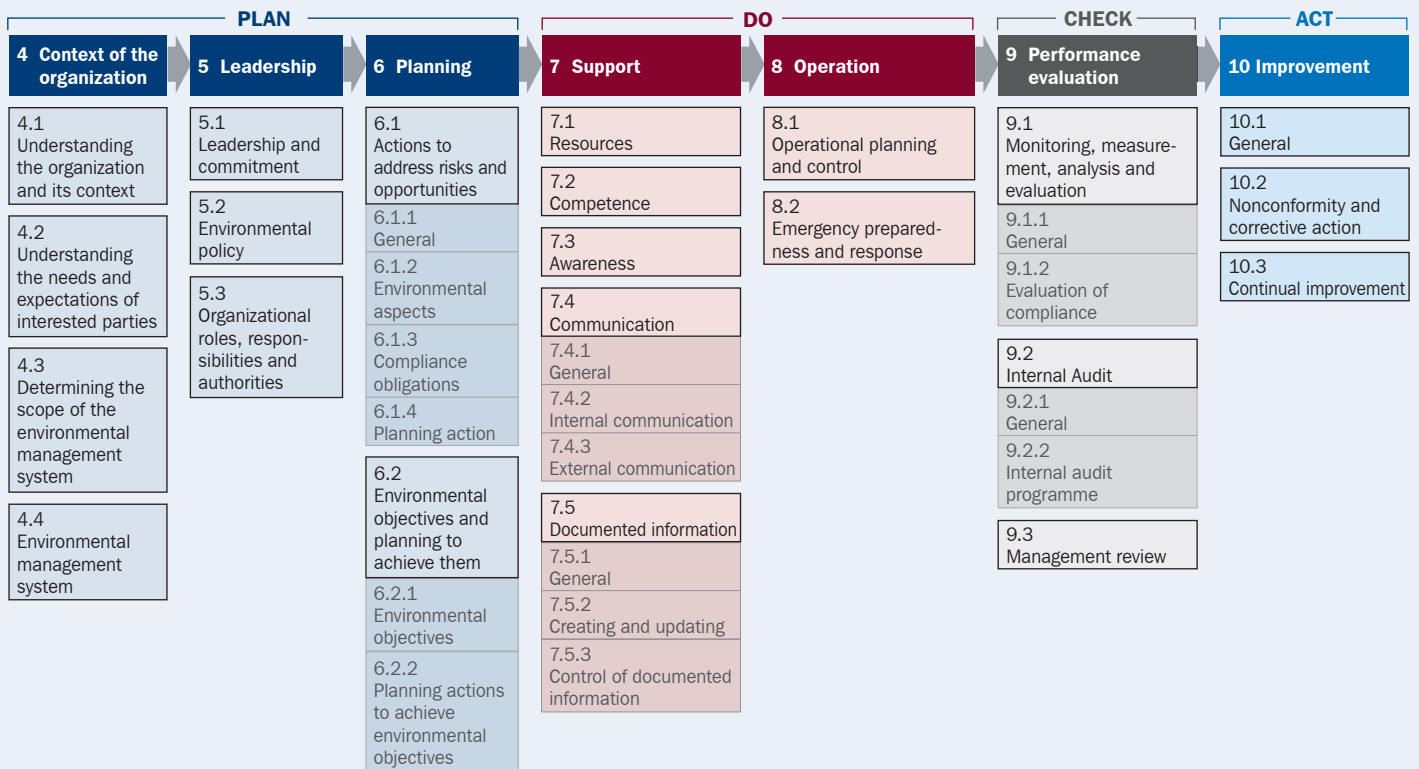 PLAN
DO
CHECK
ACT
4 Context of the
organization
5 Leadership
6 Planning
7 Support
8 Operation
9 Performance
evaluation
10 Improvement
4.1
Understanding
the organization
and its context
4.2
Understanding
the needs and
expectations of
interested parties
4.3
Determining the
scope of the
environmental
management
system
4.4
Environmental
management
system
5.1
Leadership and
commitment
5.2
Environmental
policy
5.3
Organizational
roles, respon-
sibilities and
authorities
6.1
Actions to
address risks and
opportunities
6.1.1
General
6.1.2
Environmental
aspects
6.1.3
Compliance
obligations
6.1.4
Planning action
6.2
Environmental
objectives and
planning to
achieve them
6.2.1
Environmental
objectives
6.2.2
Planning actions
to achieve
environmental
objectives
7.1
Resources
7.2
Competence
7.3
Awareness
7.4
Communication
7.4.1
General
7.4.2
Internal communication
7.4.3
External communication
7.5
Documented information
7.5.1
General
7.5.2
Creating and updating
7.5.3
Control of documented
information
8.1
Operational planning
and control
8.2
Emergency prepared-
ness and response
9.1
Monitoring, measure-
ment, analysis and
evaluation
9.1.1
General
9.1.2
Evaluation of
compliance
9.2
Internal Audit
9.2.1
General
9.2.2
Internal audit
programme
9.3
Management review
10.1
General
10.2
Nonconformity and
corrective action
10.3
Continual improvement